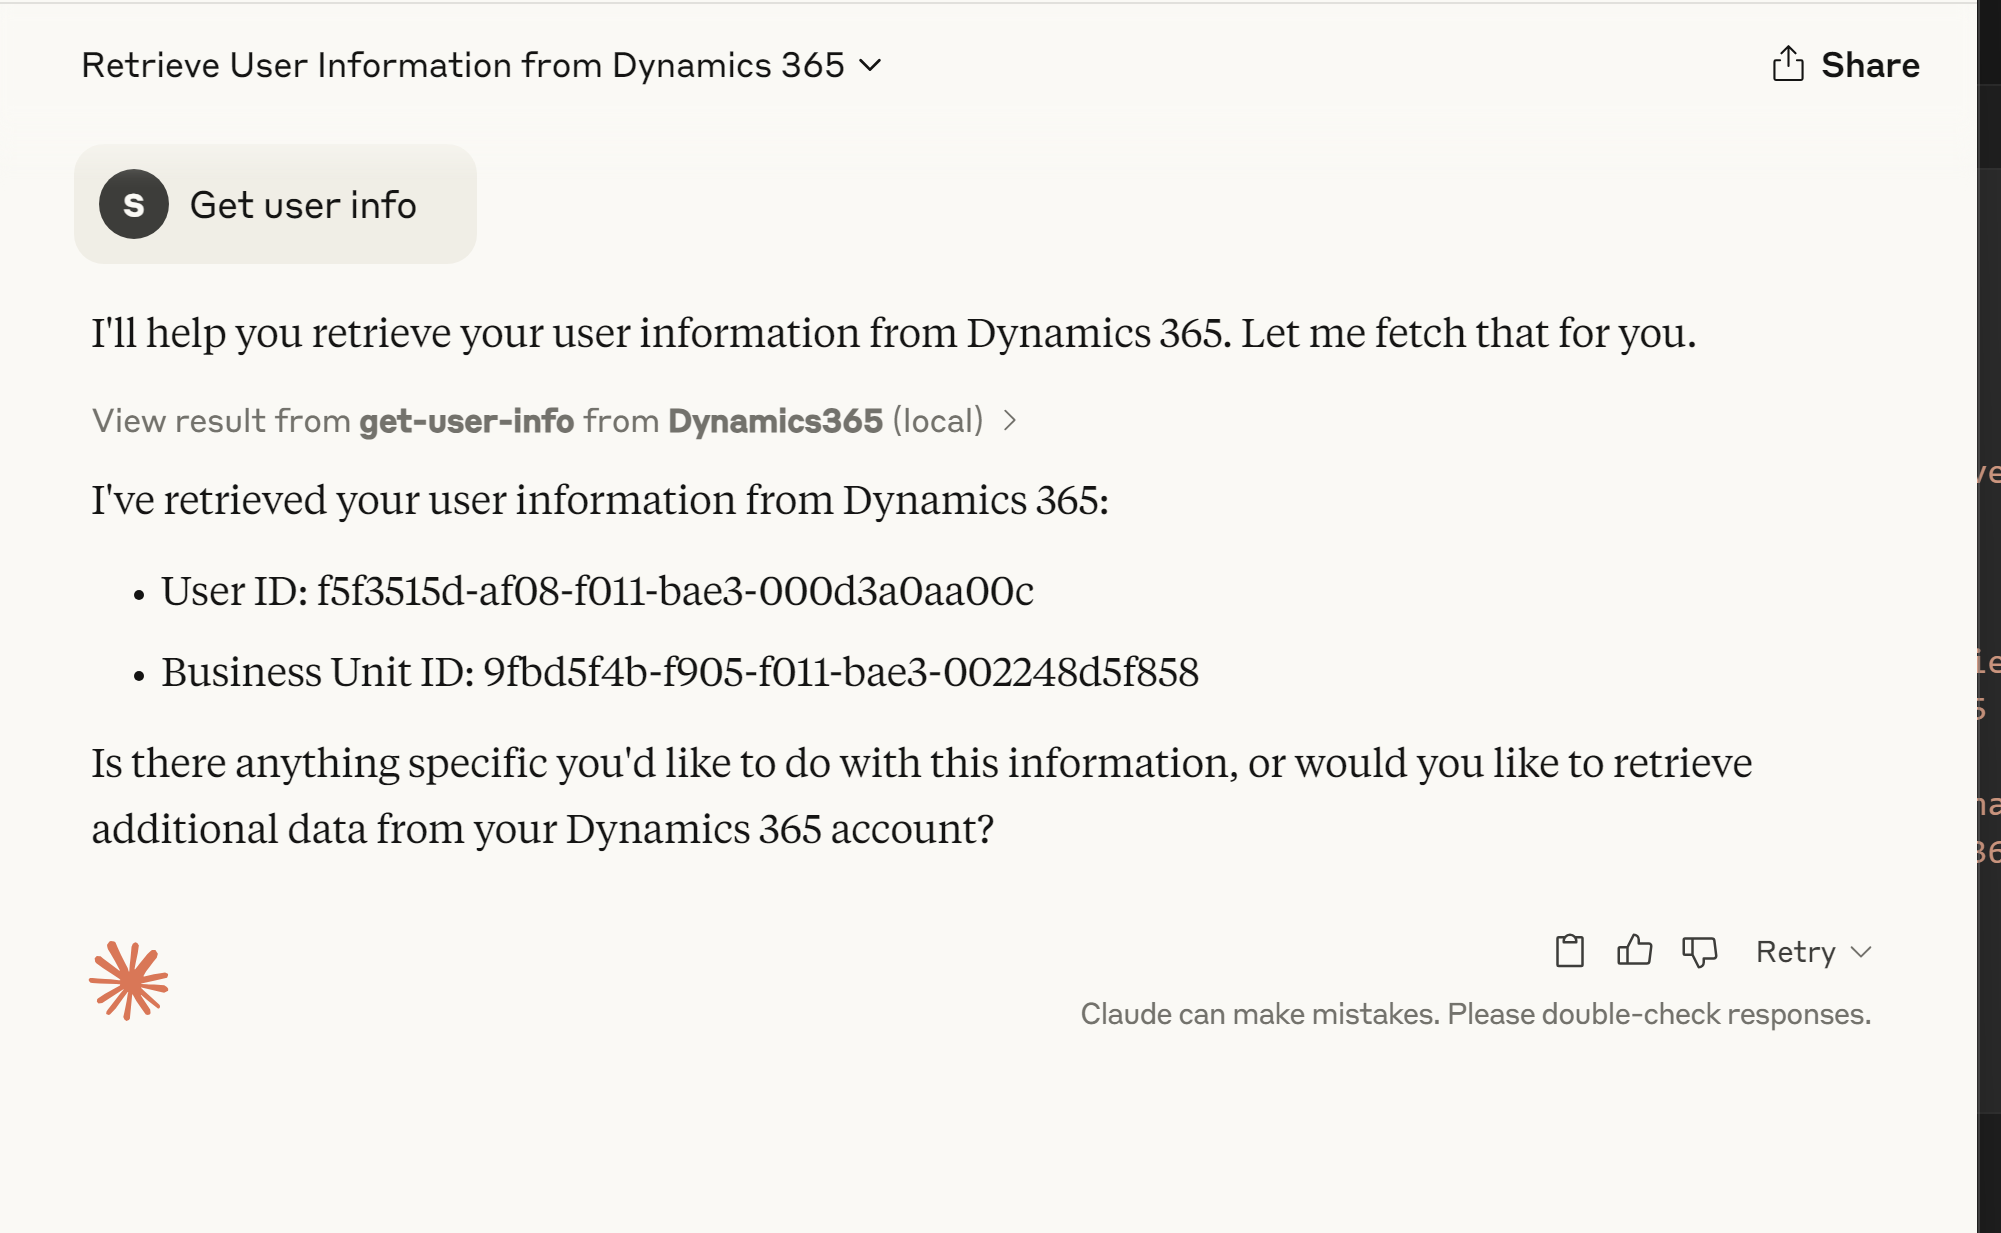 Retrieve User Information from Dynamics 365
Share
S
Get user info
I'll help you retrieve your user information from Dynamics 365. Let me fetch that for you.
View result from get-user-info from Dynamics365 (local)
I've retrieved your user information from Dynamics 365:
• User ID: f5f3515d-af08-f011-bae3-000d3a0aa00c
• Business Unit ID: 9fbd5f4b-f905-f011-bae3-002248d5f858
Is there anything specific you'd like to do with this information, or would you like to retrieve
additional data from your Dynamics 365 account?
Retry
Claude can make mistakes. Please double-check responses.